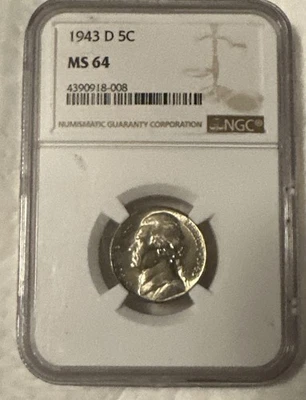 1943 D 5C
MS 64
4390918-008
NUMISMATIC GUARANTY CORPORATION
NGC